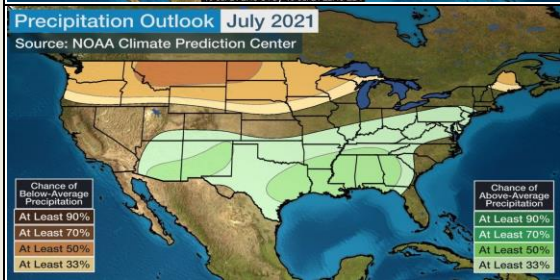 Precipitation Outlook July 2021
Source: NOAA Climate Prediction Center
Chance of
Below-Average
Precipitation
At Least 90%
At Least 70%
At Least 50%
At Least 33%
Chance of
Above-Average
Precipitation
At Least 90%
At Least 70%
At Least 50%
At Least 33%